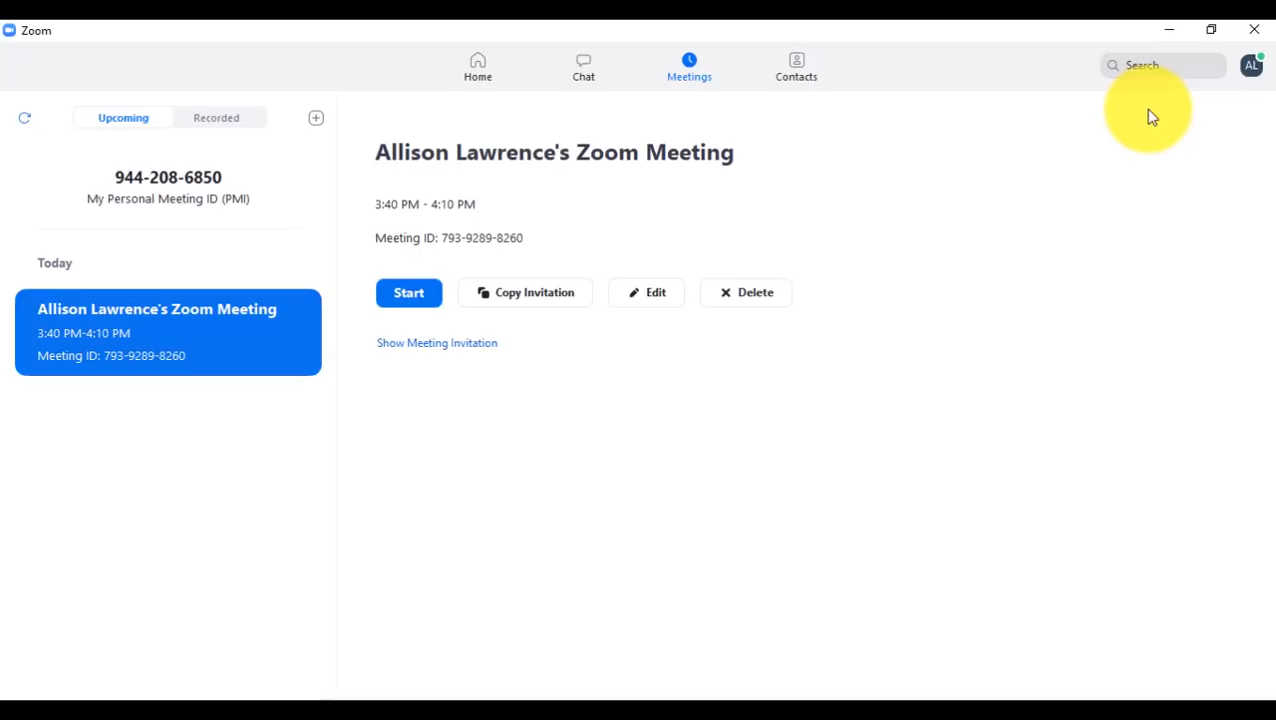 Zoom
Home
Chat
Meetings
Contacts
Search
AL
Upcoming
Recorded
944-208-6850
My Personal Meeting ID (PMI)
Today
Allison Lawrence's Zoom Meeting
3:40 PM-4:10 PM
Meeting ID: 793-9289-8260
Allison Lawrence's Zoom Meeting
3:40 PM - 4:10 PM
Meeting ID: 793-9289-8260
Start
Copy Invitation
Edit
Delete
Show Meeting Invitation